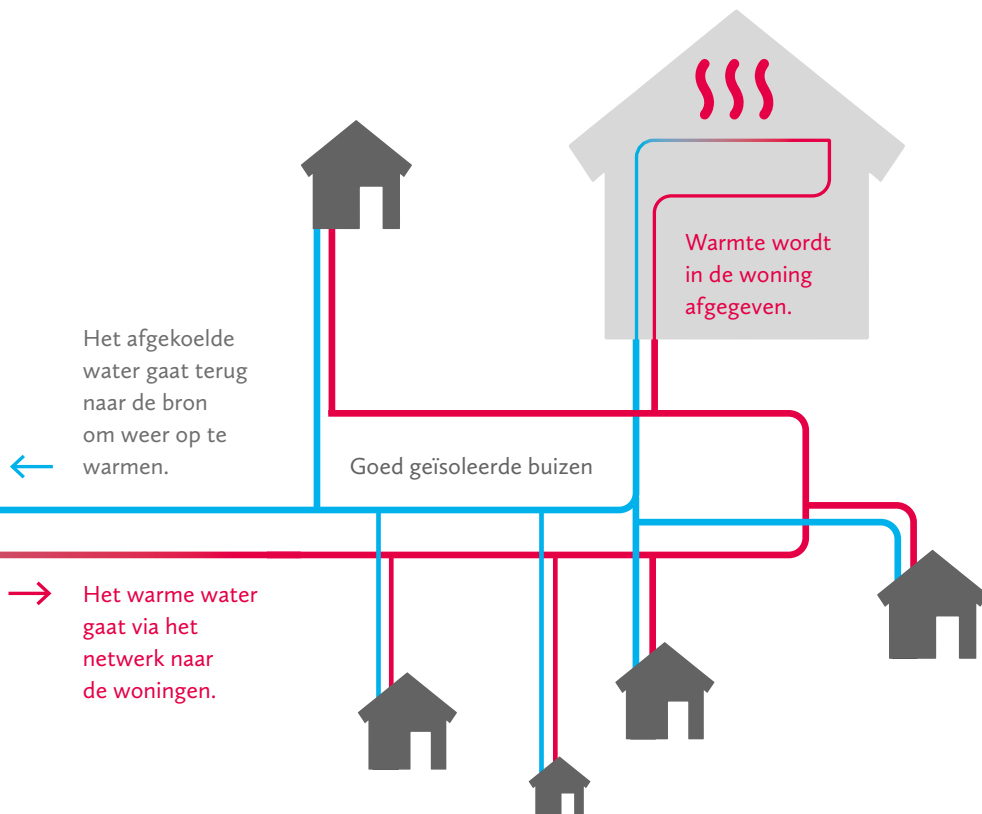 Warmte wordt
in de woning
afgegeven.
Het afgekoelde
water gaat terug
naar de bron
om weer op te
warmen.
Goed geïsoleerde buizen
Het warme water
gaat via het
netwerk naar
de woningen.